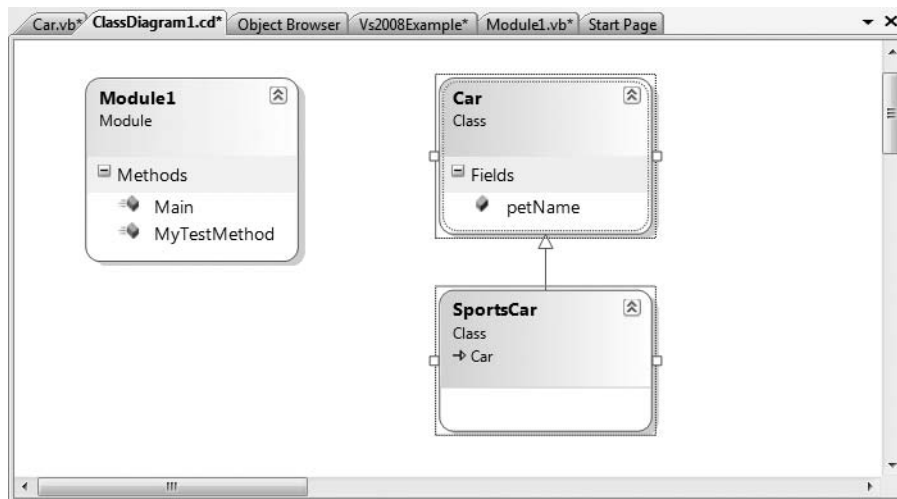 Car.vb* ClassDiagram1.cd* Object Browser Vs2008Example* Module1.vb* Start Page
Module1
Module
Methods
Main
MyTestMethod
Car
Class
Fields
petName
SportsCar
Class
Car